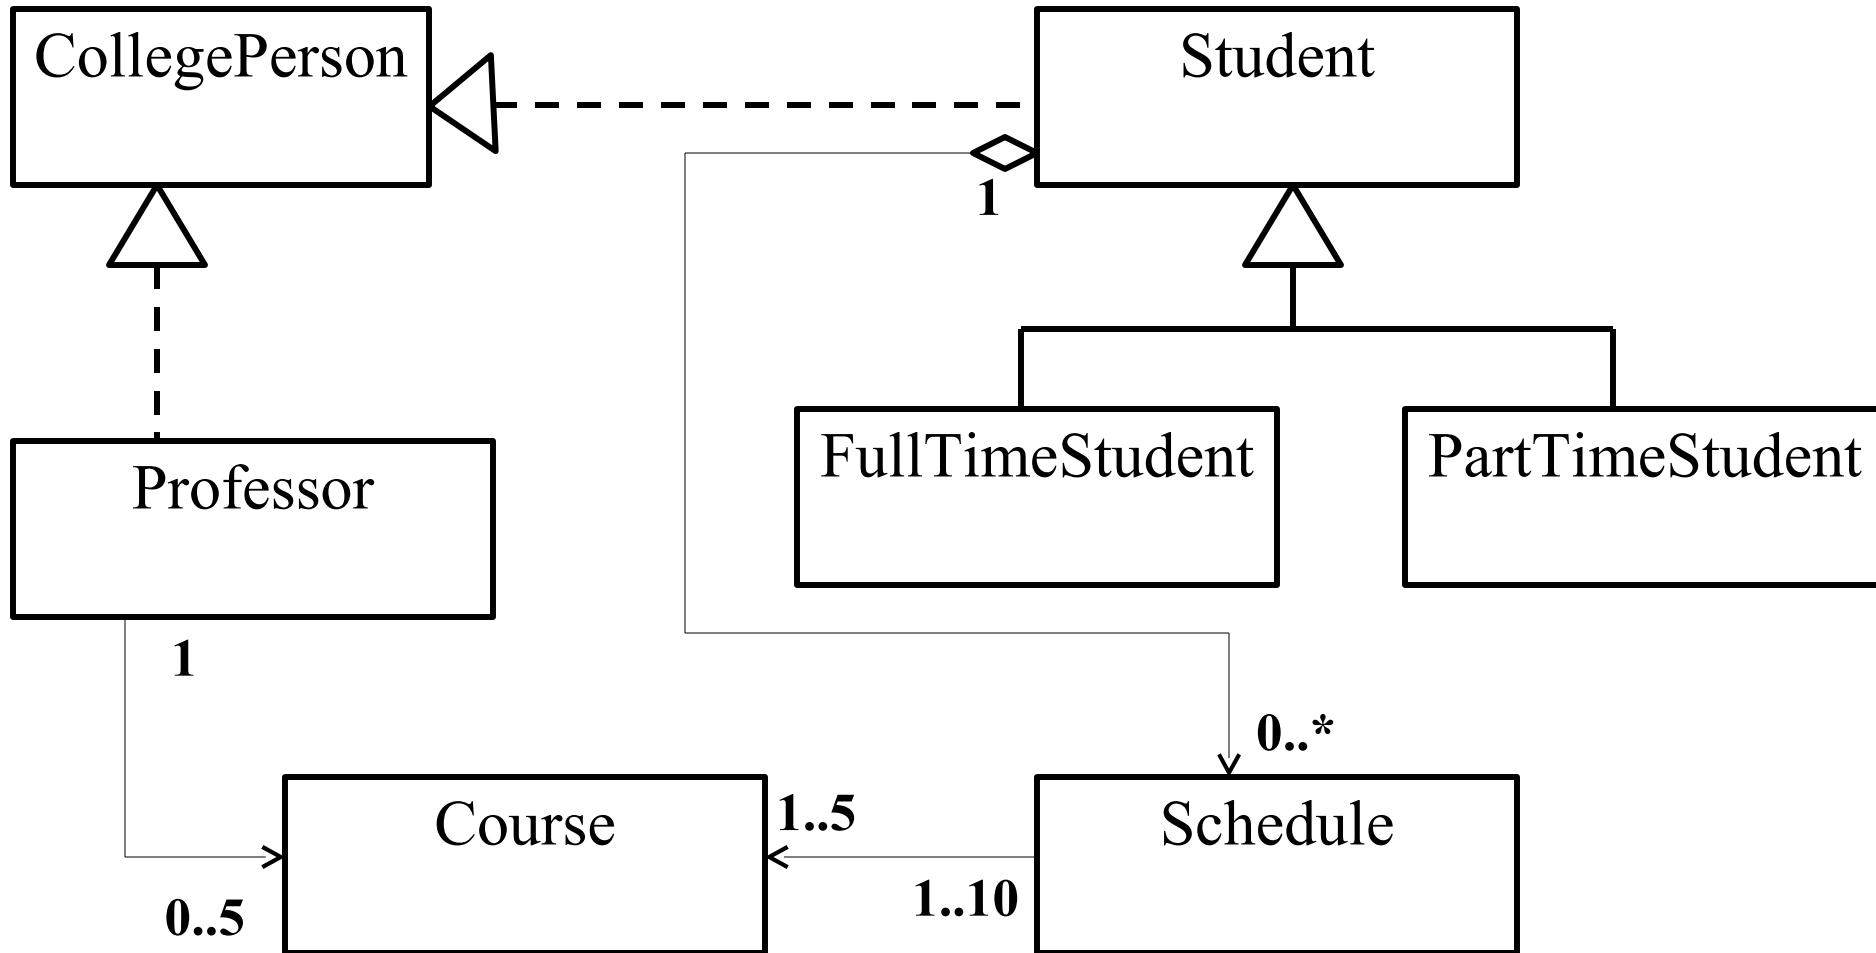 CollegePerson
Student
1
FullTimeStudent
PartTimeStudent
Professor
1
0..*
Course
1..5
Schedule
1..10
0..5